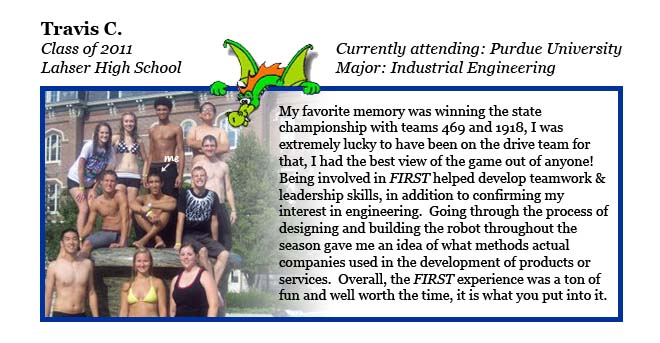 Travis C.
Class of 2011
Lahser High School
Currently attending: Purdue University
Major: Industrial Engineering
me
My favorite memory was winning the state
championship with teams 469 and 1918, I was
extremely lucky to have been on the drive team for
that, I had the best view of the game out of anyone!
Being involved in FIRST helped develop teamwork &
leadership skills, in addition to confirming my
interest in engineering.  Going through the process of
designing and building the robot throughout the
season gave me an idea of what methods actual
companies used in the development of products or
services.  Overall, the FIRST experience was a ton of
fun and well worth the time, it is what you put into it.